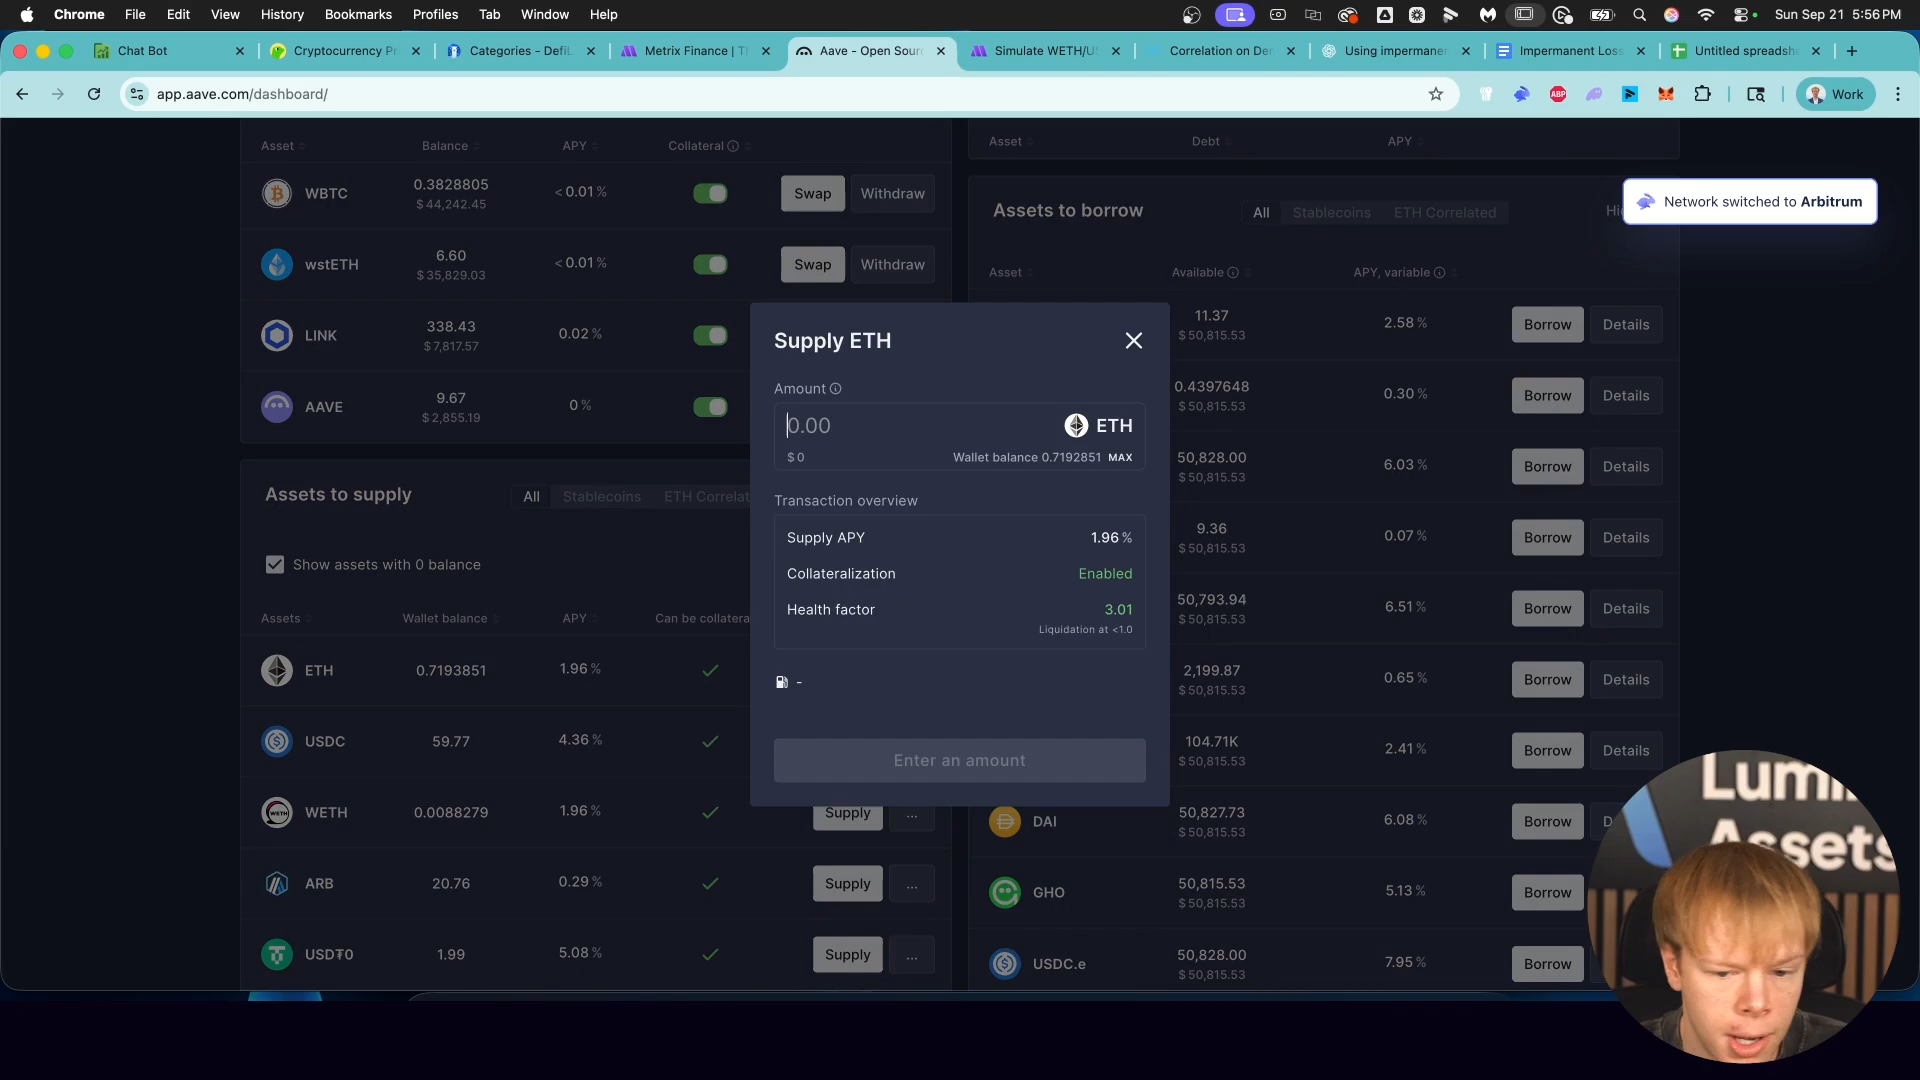 Chrome File Edit View History Bookmarks Profiles Tab Window Help Sun Sep 21 5:56 PM
Chat Bot
Cryptocurrency Pr
Categories - DefiL
Metrix Finance | T
Aave - Open Sour
Simulate WETH/U
Correlation on De
Using impermane
Impermanent Los
Untitled spreadsh
app.aave.com/dashboard/
ABP
Work
Network switched to Arbitrum
Asset Balance APY Collateral
WBTC 0.3828805 <0.01 % Swap Withdraw
$ 44,242.45
wstETH 6.60 <0.01 % Swap Withdraw
$ 35,829.03
LINK 338.43 0.02 %
$ 7,817.57
AAVE 9.67 0 %
$ 2,855.19
Assets to supply All Stablecoins ETH Correlat
Show assets with 0 balance
Assets Wallet balance APY Can be collatera
ETH 0.7193851 1.96 %
USDC 59.77 4.36 %
WETH 0.0088279 1.96 % Supply ...
ARB 20.76 0.29 % Supply ...
USD₮0 1.99 5.08 % Supply ...
Supply ETH
Amount
0.00 ETH
$ 0 Wallet balance 0.7192851 MAX
Transaction overview
Supply APY 1.96 %
Collateralization Enabled
Health factor 3.01
Liquidation at <1.0
-
Enter an amount
Asset Debt APY
Assets to borrow All Stablecoins ETH Correlated Hi
Asset Available APY, variable
11.37 2.58 % Borrow Details
$ 50,815.53
0.4397648 0.30 % Borrow Details
$ 50,815.53
50,828.00 6.03 % Borrow Details
$ 50,815.53
9.36 0.07 % Borrow Details
$ 50,815.53
50,793.94 6.51 % Borrow Details
$ 50,815.53
2,199.87 0.65 % Borrow Details
$ 50,815.53
104.71K 2.41 % Borrow Details
$ 50,815.53
DAI 50,827.73 6.08 % Borrow D
$ 50,815.53
GHO 50,815.53 5.13 % Borrow
$ 50,815.53
USDC.e 50,828.00 7.95 % Borrow
$ 50,815.53
Lumi
Assets